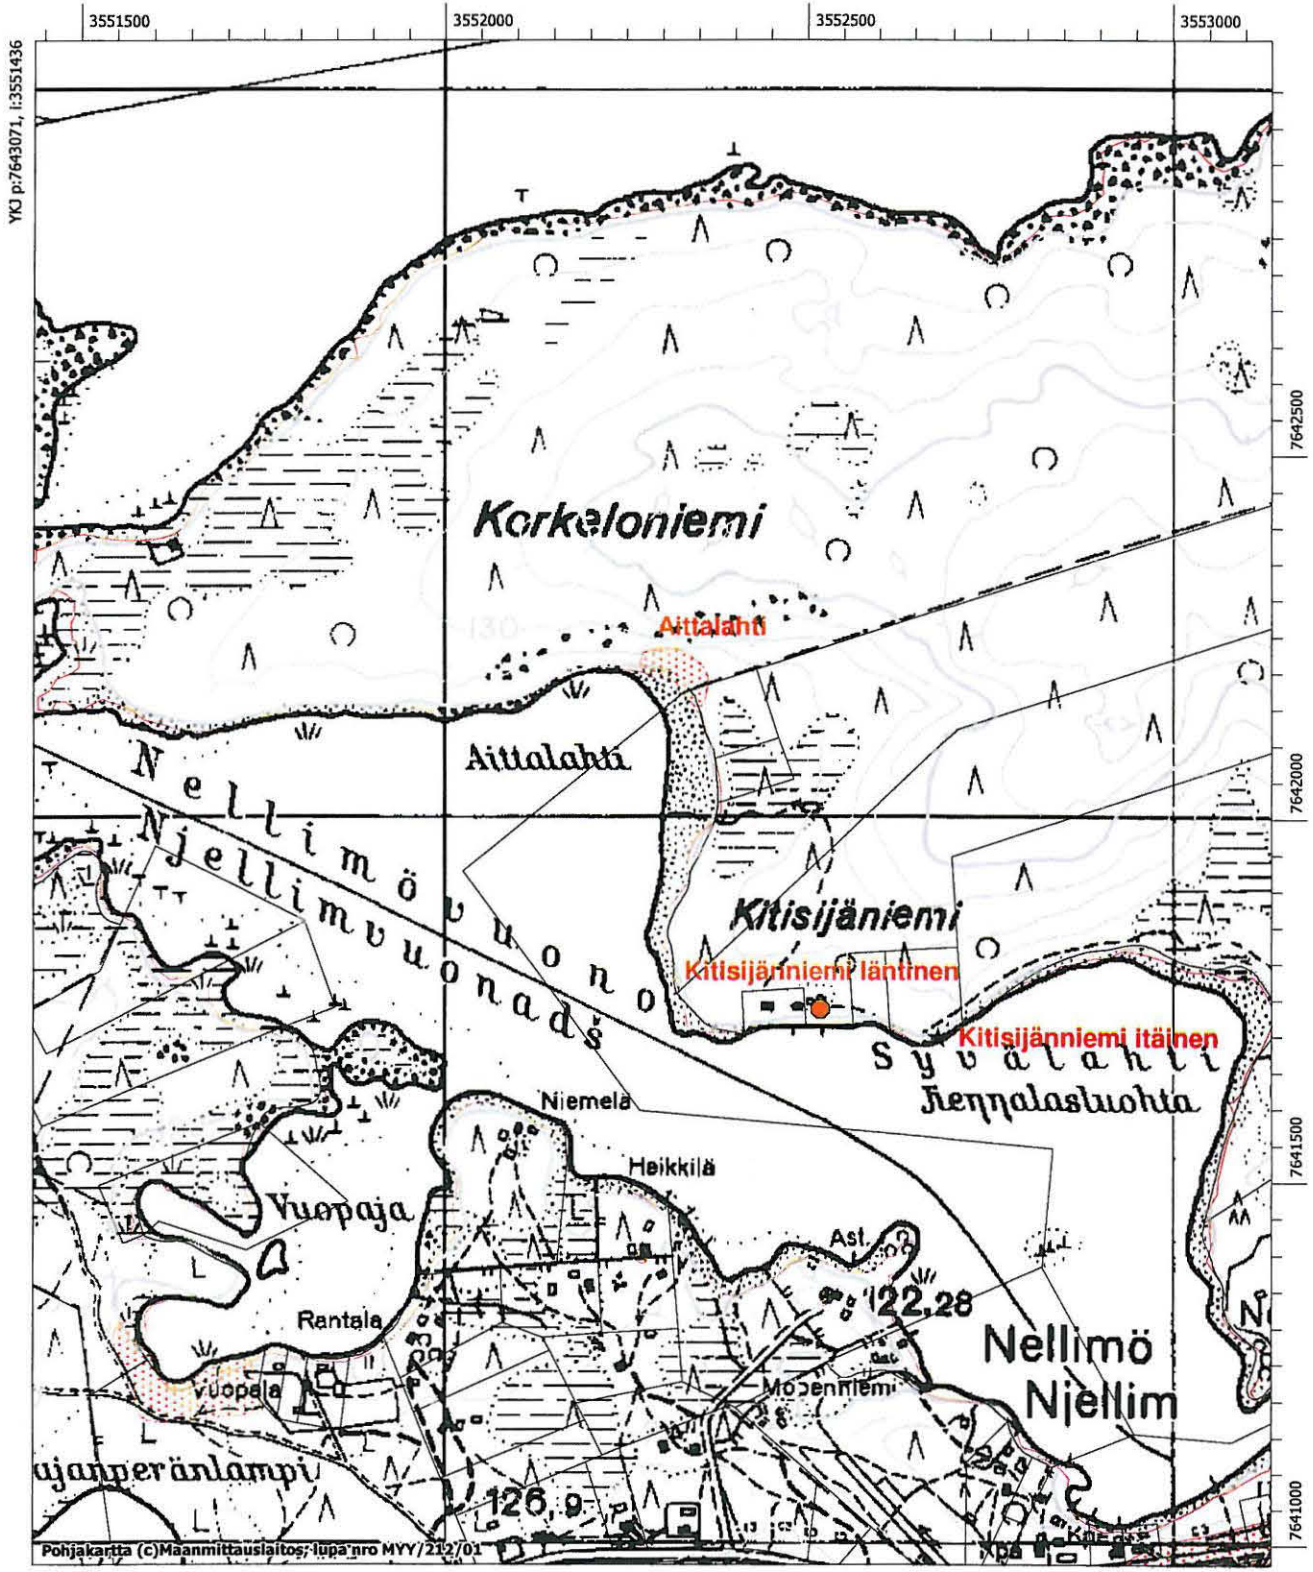 3551500 3552000 3552500 3553000
YKJ p:7643071, i:3551436
7642500
Korkeloniemi
130
Aittalahti
Aittalahti
7642000
Nellimövuono
Njellimvuonadš
Kitisijäniemi
Kitisijänniemi läntinen
Kitisijänniemi itäinen
Syvälahti
Niemelä
7641500
Heikkilä
Vuopaja
Ast.
122,28
Rantala
Nellimö
Njellim
Vuopala
ajanperänlampi
126,9
7641000
Pohjakartta (c)Maanmittauslaitos, lupa nro MYY/212/01